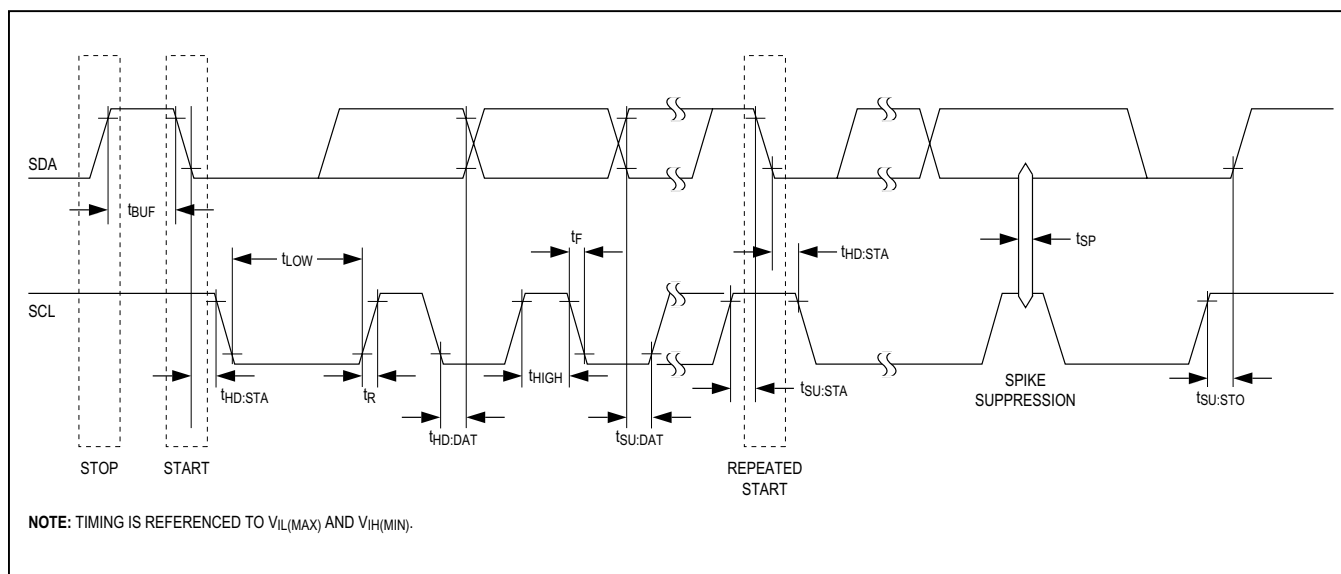 SDA
tBUF
tF
tLOW
tHD:STA
tSP
SCL
tHD:STA
tR
tHIGH
tHD:DAT
tSU:DAT
tSU:STA
SPIKE
SUPPRESSION
tSU:STO
STOP
START
REPEATED
START
NOTE: TIMING IS REFERENCED TO VIL(MAX) AND VIH(MIN).